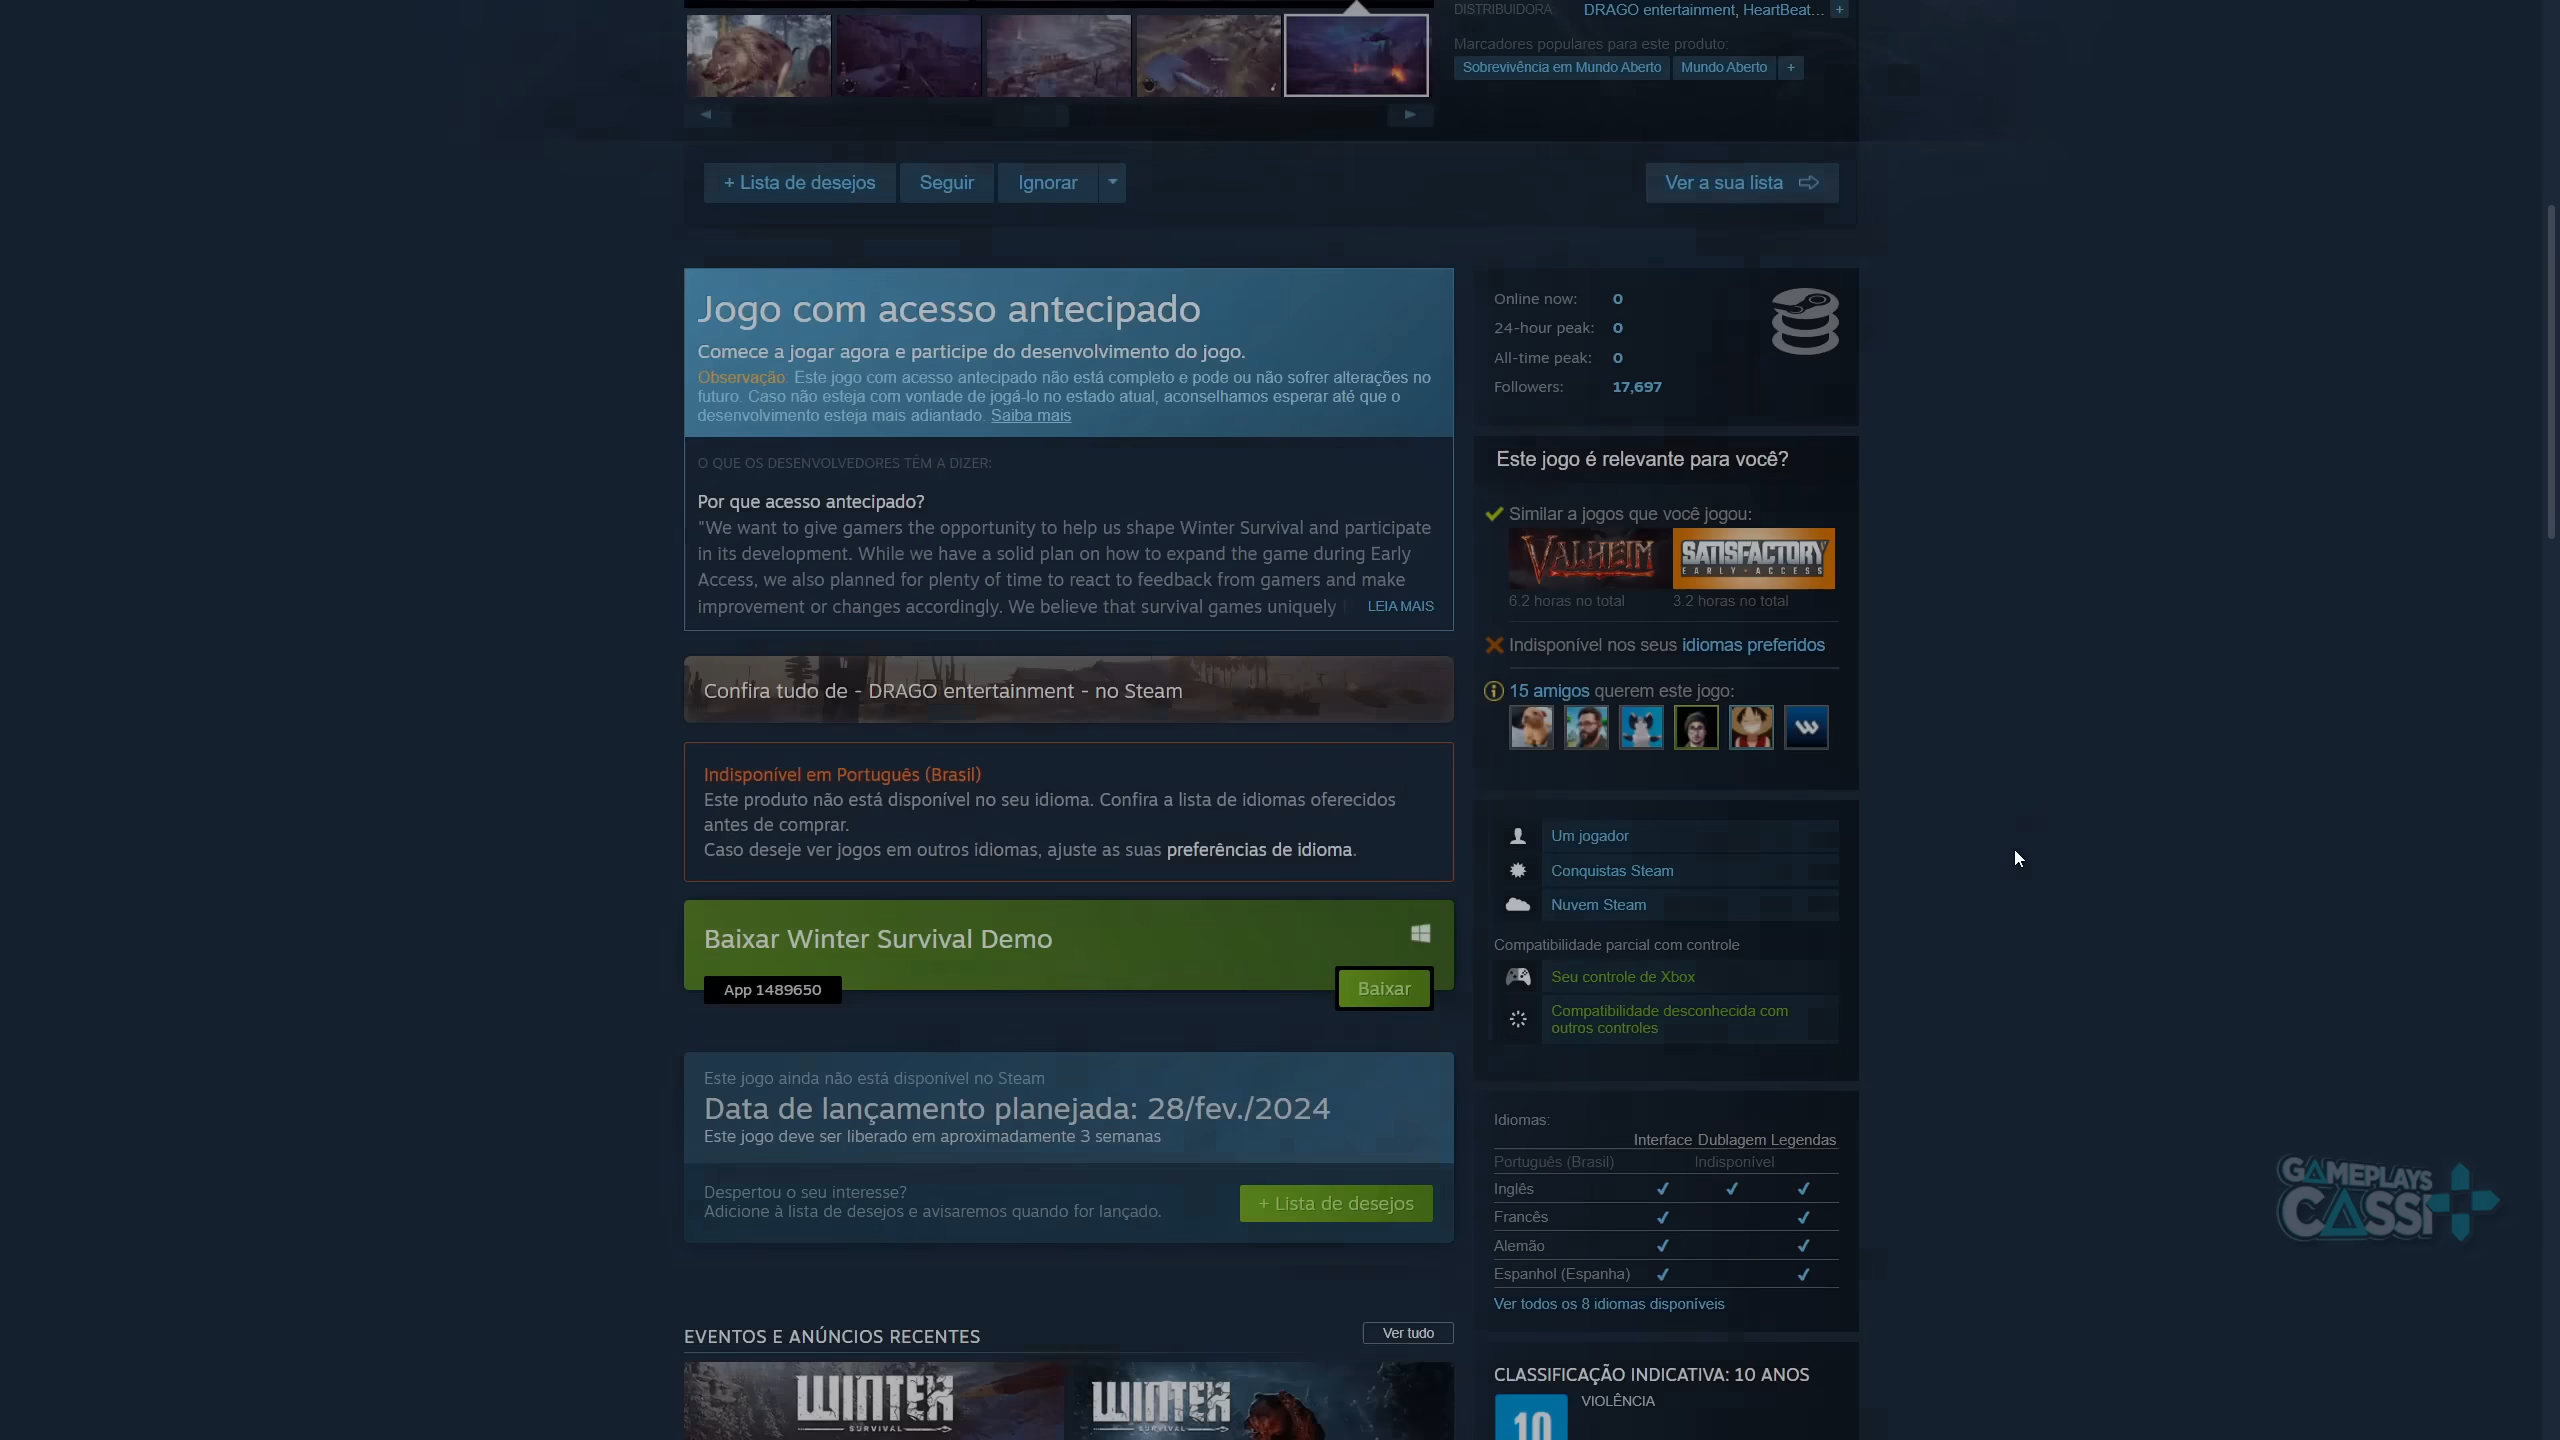 DISTRIBUIDORA DRAGO entertainment, HeartBeat... +
Marcadores populares para este produto:
Sobrevivência em Mundo Aberto Mundo Aberto +
+ Lista de desejos Seguir Ignorar Ver a sua lista
Jogo com acesso antecipado
Comece a jogar agora e participe do desenvolvimento do jogo.
Observação: Este jogo com acesso antecipado não está completo e pode ou não sofrer alterações no
futuro. Caso não esteja com vontade de jogá-lo no estado atual, aconselhamos esperar até que o
desenvolvimento esteja mais adiantado. Saiba mais
O QUE OS DESENVOLVEDORES TÊM A DIZER:
Por que acesso antecipado?
"We want to give gamers the opportunity to help us shape Winter Survival and participate
in its development. While we have a solid plan on how to expand the game during Early
Access, we also planned for plenty of time to react to feedback from gamers and make
improvement or changes accordingly. We believe that survival games uniquely LEIA MAIS
Confira tudo de - DRAGO entertainment - no Steam
Indisponível em Português (Brasil)
Este produto não está disponível no seu idioma. Confira a lista de idiomas oferecidos
antes de comprar.
Caso deseje ver jogos em outros idiomas, ajuste as suas preferências de idioma.
Baixar Winter Survival Demo
App 1489650
Baixar
Este jogo ainda não está disponível no Steam
Data de lançamento planejada: 28/fev./2024
Este jogo deve ser liberado em aproximadamente 3 semanas
Despertou o seu interesse?
Adicione à lista de desejos e avisaremos quando for lançado.
+ Lista de desejos
EVENTOS E ANÚNCIOS RECENTES Ver tudo
WINTER SURVIVAL
WINTER SURVIVAL
Online now: 0
24-hour peak: 0
All-time peak: 0
Followers: 17,697
Este jogo é relevante para você?
Similar a jogos que você jogou:
VALHEIM SATISFACTORY
EARLY ACCESS
6.2 horas no total 3.2 horas no total
Indisponível nos seus idiomas preferidos
15 amigos querem este jogo:
Um jogador
Conquistas Steam
Nuvem Steam
Compatibilidade parcial com controle
Seu controle de Xbox
Compatibilidade desconhecida com
outros controles
Idiomas:
Interface Dublagem Legendas
Português (Brasil) Indisponível
Inglês ✔ ✔ ✔
Francês ✔ ✔
Alemão ✔ ✔
Espanhol (Espanha) ✔ ✔
Ver todos os 8 idiomas disponíveis
CLASSIFICAÇÃO INDICATIVA: 10 ANOS
10 VIOLÊNCIA
GAMEPLAYS
CASSI